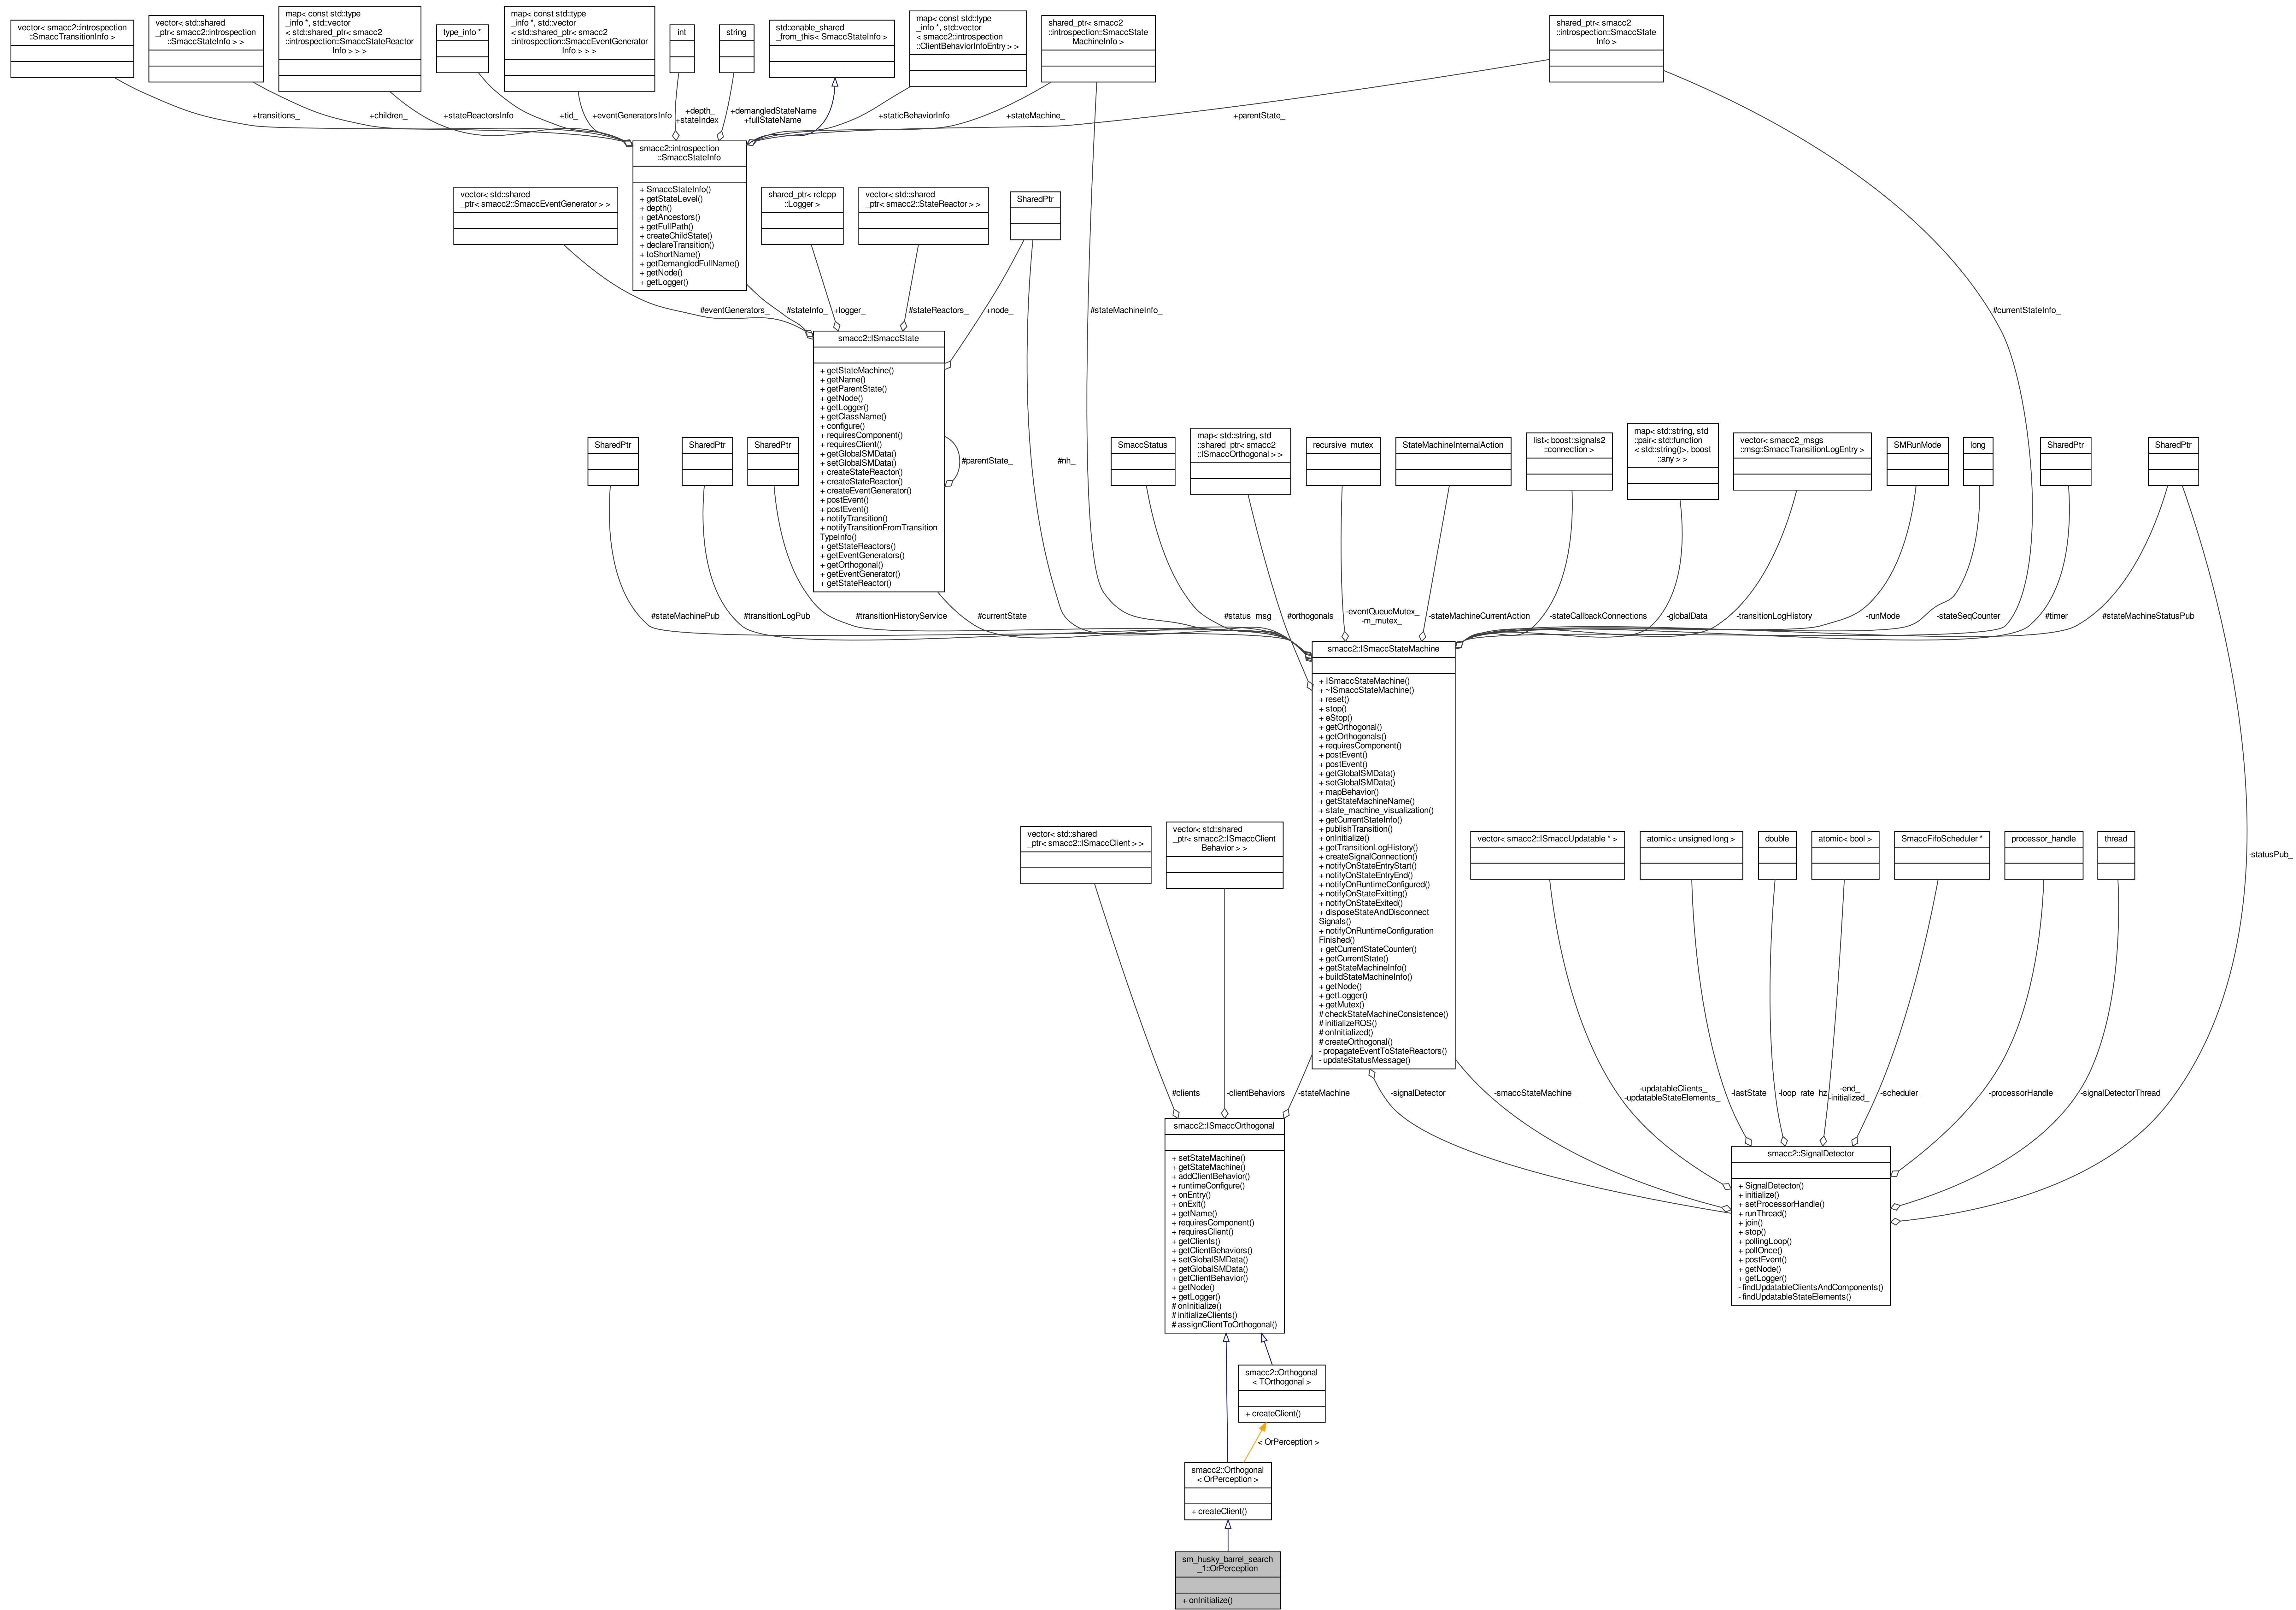 vector< smacc2::introspection
::SmaccTransitionInfo >
vector< std::shared
_ptr< smacc2::introspection
::SmaccStateInfo > >
map< const std::type
_info *, std::vector
< std::shared_ptr< smacc2
::introspection::SmaccStateReactor
Info > > >
type_info *
map< const std::type
_info *, std::vector
< std::shared_ptr< smacc2
::introspection::SmaccEventGenerator
Info > > >
int
string
std::enable_shared
_from_this< SmaccStateInfo >
map< const std::type
_info *, std::vector
< smacc2::introspection
::ClientBehaviorInfoEntry > >
shared_ptr< smacc2
::introspection::SmaccState
MachineInfo >
shared_ptr< smacc2
::introspection::SmaccState
Info >
+transitions_
+children_
+stateReactorsInfo
+tid_
+eventGeneratorsInfo
+depth_
+stateIndex_
+demangledStateName
+fullStateName
+staticBehaviorInfo
+stateMachine_
+parentState_
smacc2::introspection
::SmaccStateInfo
+ SmaccStateInfo()
+ getStateLevel()
+ depth()
+ getAncestors()
+ getFullPath()
+ createChildState()
+ declareTransition()
+ toShortName()
+ getDemangledFullName()
+ getNode()
+ getLogger()
vector< std::shared
_ptr< smacc2::SmaccEventGenerator > >
shared_ptr< rclcpp
::Logger >
vector< std::shared
_ptr< smacc2::StateReactor > >
SharedPtr
#eventGenerators_
#stateInfo_
+logger_
#stateReactors_
+node_
#stateMachineInfo_
#currentStateInfo_
smacc2::ISmaccState
+ getStateMachine()
+ getName()
+ getParentState()
+ getNode()
+ getLogger()
+ getClassName()
+ configure()
+ requiresComponent()
+ requiresClient()
+ getGlobalSMData()
+ setGlobalSMData()
+ createStateReactor()
+ createStateReactor()
+ createEventGenerator()
+ postEvent()
+ postEvent()
+ notifyTransition()
+ notifyTransitionFromTransition
TypeInfo()
+ getStateReactors()
+ getEventGenerators()
+ getOrthogonal()
+ getEventGenerator()
+ getStateReactor()
#parentState_
#nh_
SharedPtr
SharedPtr
SharedPtr
SmaccStatus
map< std::string, std
::shared_ptr< smacc2
::ISmaccOrthogonal > >
recursive_mutex
StateMachineInternalAction
list< boost::signals2
::connection >
map< std::string, std
::pair< std::function
< std::string()>, boost
::any > >
vector< smacc2_msgs
::msg::SmaccTransitionLogEntry >
SMRunMode
long
SharedPtr
SharedPtr
#stateMachinePub_
#transitionLogPub_
#transitionHistoryService_
#currentState_
#status_msg_
#orthogonals_
-eventQueueMutex_
-m_mutex_
-stateMachineCurrentAction
-stateCallbackConnections
-globalData_
-transitionLogHistory_
-runMode_
-stateSeqCounter_
#timer_
#stateMachineStatusPub_
smacc2::ISmaccStateMachine
+ ISmaccStateMachine()
+ ~ISmaccStateMachine()
+ reset()
+ stop()
+ eStop()
+ getOrthogonal()
+ getOrthogonals()
+ requiresComponent()
+ postEvent()
+ postEvent()
+ getGlobalSMData()
+ setGlobalSMData()
+ mapBehavior()
+ getStateMachineName()
+ state_machine_visualization()
+ getCurrentStateInfo()
+ publishTransition()
+ onInitialize()
+ getTransitionLogHistory()
+ createSignalConnection()
+ notifyOnStateEntryStart()
+ notifyOnStateEntryEnd()
+ notifyOnRuntimeConfigured()
+ notifyOnStateExitting()
+ notifyOnStateExited()
+ disposeStateAndDisconnect
Signals()
+ notifyOnRuntimeConfiguration
Finished()
+ getCurrentStateCounter()
+ getCurrentState()
+ getStateMachineInfo()
+ buildStateMachineInfo()
+ getNode()
+ getLogger()
+ getMutex()
# checkStateMachineConsistence()
# initializeROS()
# onInitialized()
# createOrthogonal()
- propagateEventToStateReactors()
- updateStatusMessage()
vector< std::shared
_ptr< smacc2::ISmaccClient > >
vector< std::shared
_ptr< smacc2::ISmaccClient
Behavior > >
vector< smacc2::ISmaccUpdatable * >
atomic< unsigned long >
double
atomic< bool >
SmaccFifoScheduler *
processor_handle
thread
-statusPub_
#clients_
-clientBehaviors_
-stateMachine_
-signalDetector_
-smaccStateMachine_
-updatableClients_
-updatableStateElements_
-lastState_
-loop_rate_hz
-end_
-initialized_
-scheduler_
-processorHandle_
-signalDetectorThread_
smacc2::ISmaccOrthogonal
+ setStateMachine()
+ getStateMachine()
+ addClientBehavior()
+ runtimeConfigure()
+ onEntry()
+ onExit()
+ getName()
+ requiresComponent()
+ requiresClient()
+ getClients()
+ getClientBehaviors()
+ setGlobalSMData()
+ getGlobalSMData()
+ getClientBehavior()
+ getNode()
+ getLogger()
# onInitialize()
# initializeClients()
# assignClientToOrthogonal()
smacc2::SignalDetector
+ SignalDetector()
+ initialize()
+ setProcessorHandle()
+ runThread()
+ join()
+ stop()
+ pollingLoop()
+ pollOnce()
+ postEvent()
+ getNode()
+ getLogger()
- findUpdatableClientsAndComponents()
- findUpdatableStateElements()
smacc2::Orthogonal
< TOrthogonal >
+ createClient()
< OrPerception >
smacc2::Orthogonal
< OrPerception >
+ createClient()
sm_husky_barrel_search
_1::OrPerception
+ onInitialize()